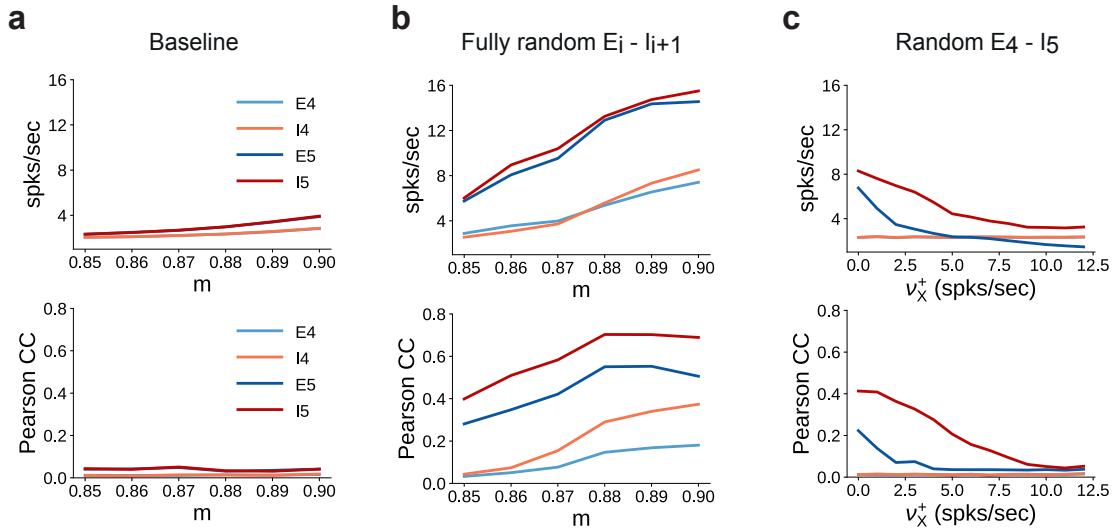 a
Baseline
spks/sec
16
12
8
4
E4
I4
E5
I5
0.85 0.86 0.87 0.88 0.89 0.90
m
Pearson CC
0.8
0.6
0.4
0.2
0.0
E4
I4
E5
I5
0.85 0.86 0.87 0.88 0.89 0.90
m
b
Fully random Ei - Ii+1
spks/sec
16
12
8
4
0.85 0.86 0.87 0.88 0.89 0.90
m
Pearson CC
0.8
0.6
0.4
0.2
0.0
0.85 0.86 0.87 0.88 0.89 0.90
m
c
Random E4 - I5
spks/sec
16
12
8
4
0.0 2.5 5.0 7.5 10.0 12.5
ν_X^+ (spks/sec)
Pearson CC
0.8
0.6
0.4
0.2
0.0
0.0 2.5 5.0 7.5 10.0 12.5
ν_X^+ (spks/sec)